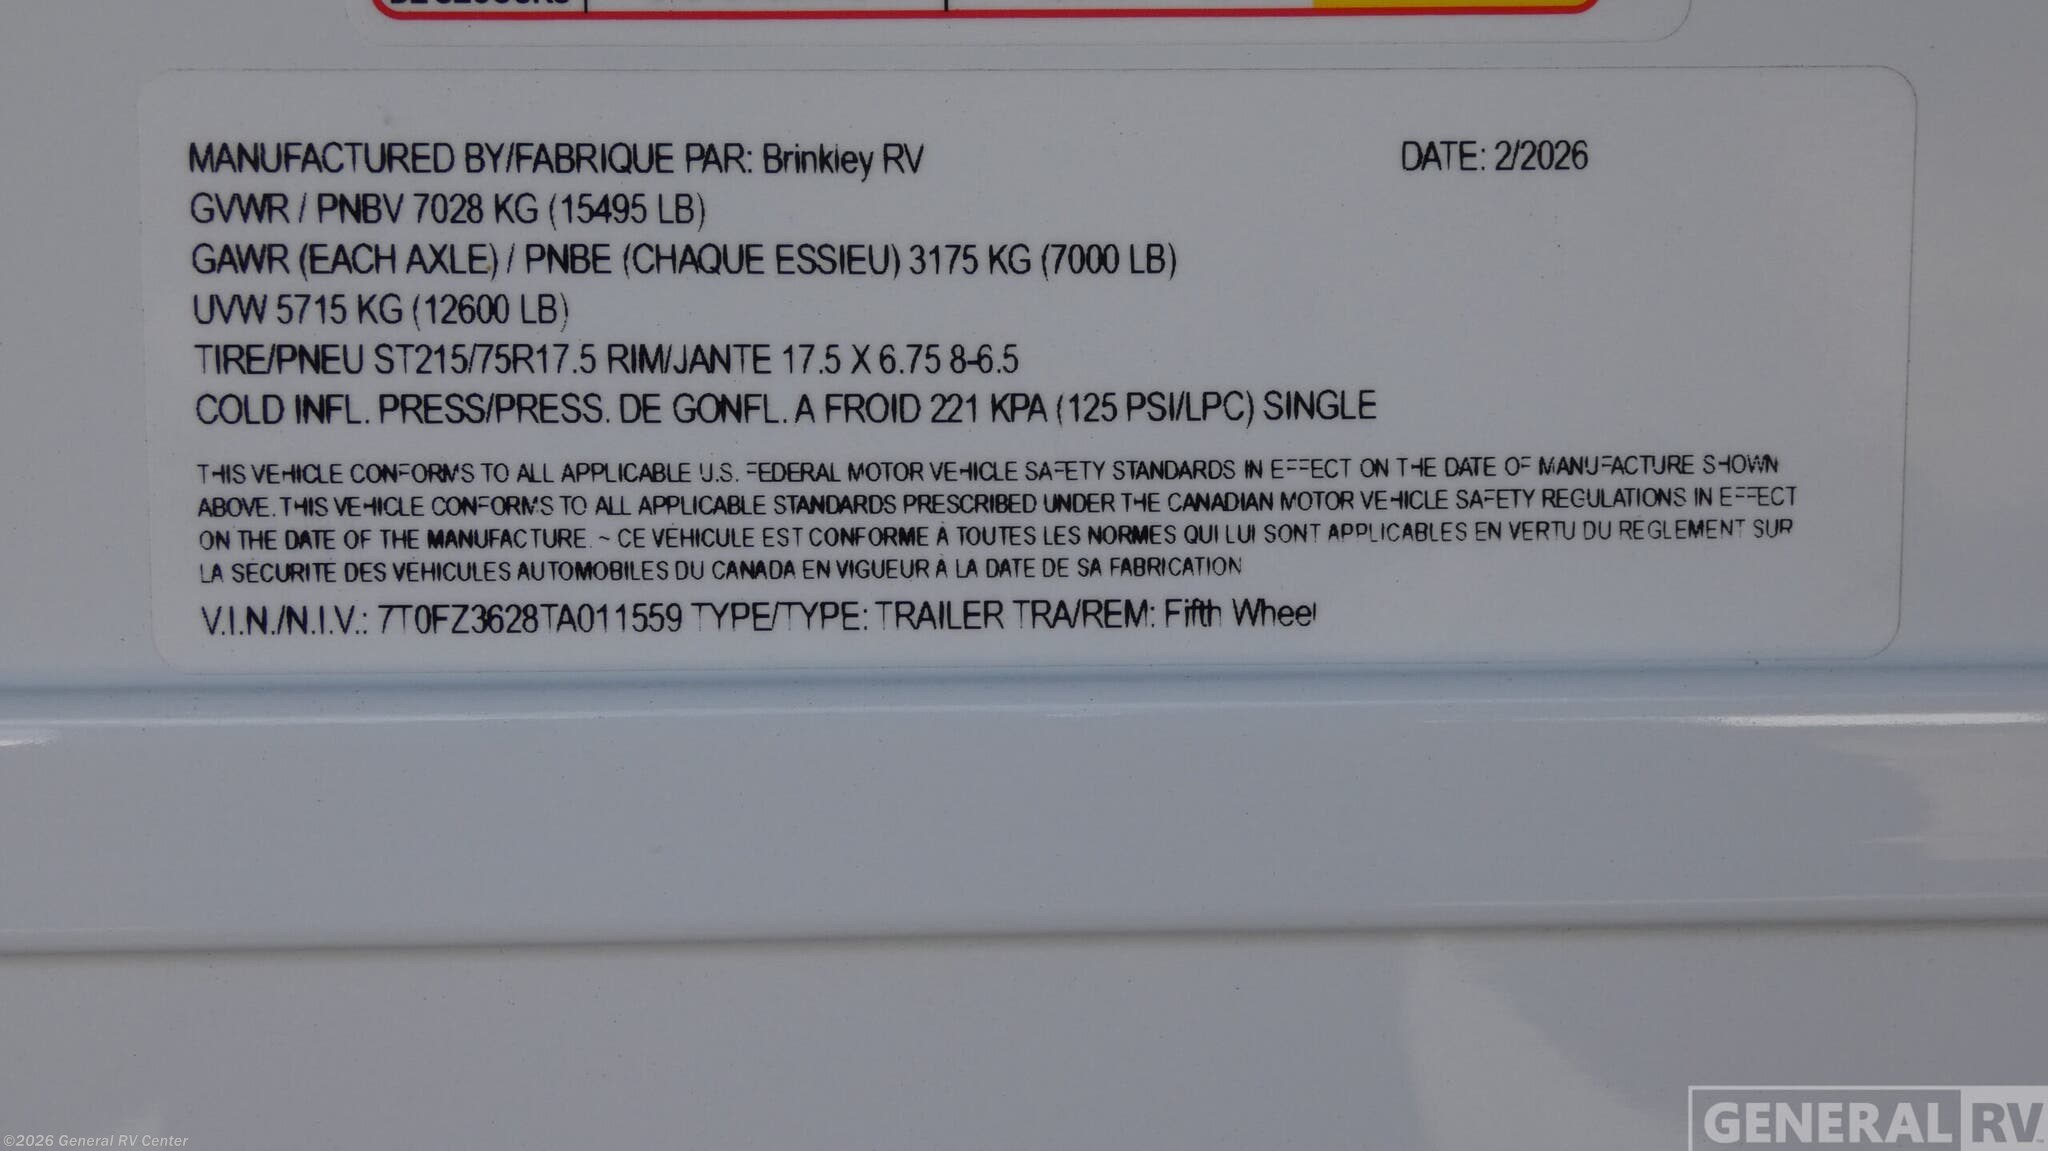 MANUFACTURED BY/FABRIQUE PAR: Brinkley RV DATE: 2/2026
GVWR / PNBV 7028 KG (15495 LB)
GAWR (EACH AXLE) / PNBE (CHAQUE ESSIEU) 3175 KG (7000 LB)
UVW 5715 KG (12600 LB)
TIRE/PNEU ST215/75R17.5 RIM/JANTE 17.5 X 6.75 8-6.5
COLD INFL. PRESS/PRESS. DE GONFL. A FROID 221 KPA (125 PSI/LPC) SINGLE
THIS VEHICLE CONFORMS TO ALL APPLICABLE U.S. FEDERAL MOTOR VEHICLE SAFETY STANDARDS IN EFFECT ON THE DATE OF MANUFACTURE SHOWN
ABOVE. THIS VEHICLE CONFORMS TO ALL APPLICABLE STANDARDS PRESCRIBED UNDER THE CANADIAN MOTOR VEHICLE SAFETY REGULATIONS IN EFFECT
ON THE DATE OF THE MANUFACTURE. ~ CE VÉHICULE EST CONFORME À TOUTES LES NORMES QUI LUI SONT APPLICABLES EN VERTU DU RÈGLEMENT SUR
LA SÉCURITÉ DES VÉHICULES AUTOMOBILES DU CANADA EN VIGUEUR À LA DATE DE SA FABRICATION
V.I.N./N.I.V.: 7T0FZ3628TA011559 TYPE/TYPE: TRAILER TRA/REM: Fifth Wheel
GENERAL RV
©2026 General RV Center